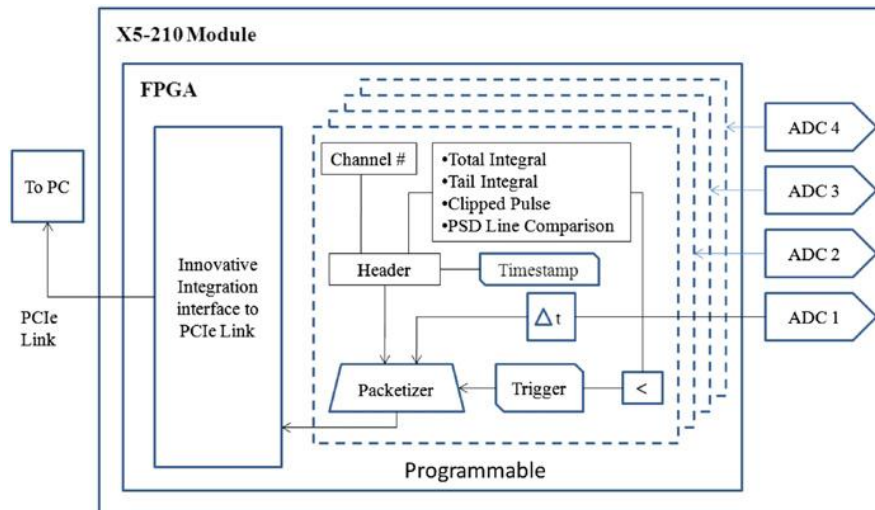 X5-210 Module
FPGA
To PC
PCIe
Link
Innovative
Integration
interface to
PCIe Link
Channel #
•Total Integral
•Tail Integral
•Clipped Pulse
•PSD Line Comparison
Header
Timestamp
Δ t
Packetizer
Trigger
<
Programmable
ADC 4
ADC 3
ADC 2
ADC 1